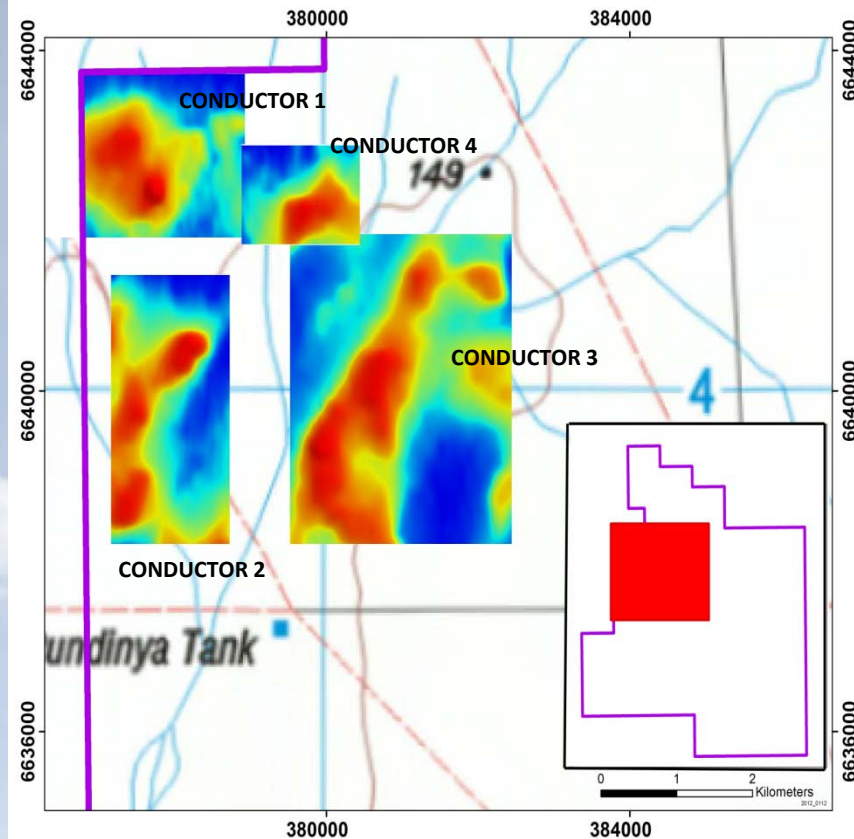 380000
384000
6644000
6644000
CONDUCTOR 1
CONDUCTOR 4
149
CONDUCTOR 3
6640000
6640000
4
CONDUCTOR 2
undinya Tank
6636000
6636000
0 1 2
Kilometers
2012_0112
380000
384000